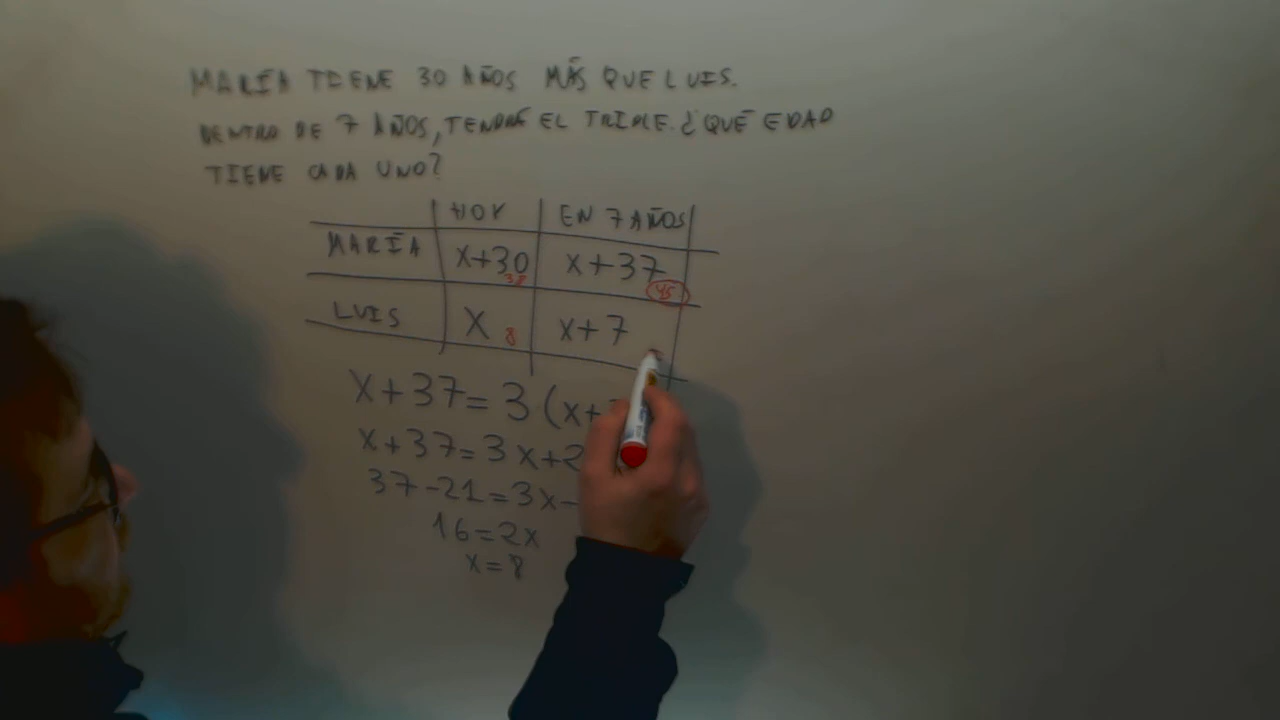 MARÍA TIENE 30 AÑOS MÁS QUE LUIS.
DENTRO DE 7 AÑOS, TENDRÁ EL TRIPLE. ¿QUÉ EDAD
TIENE CADA UNO?
HOY EN 7 AÑOS
MARÍA X+30 38 X+37 45
LUIS X 8 X+7
X+37=3(X+
X+37=3X+2
37-21=3X-
16=2X
X=8